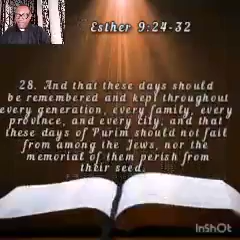 Esther 9:24-32
28. And that these days should
be remembered and kept throughout
every generation, every family, every
province, and every city; and that
these days of Purim should not fail
from among the Jews, nor the
memorial of them perish from
their seed.
InShOt